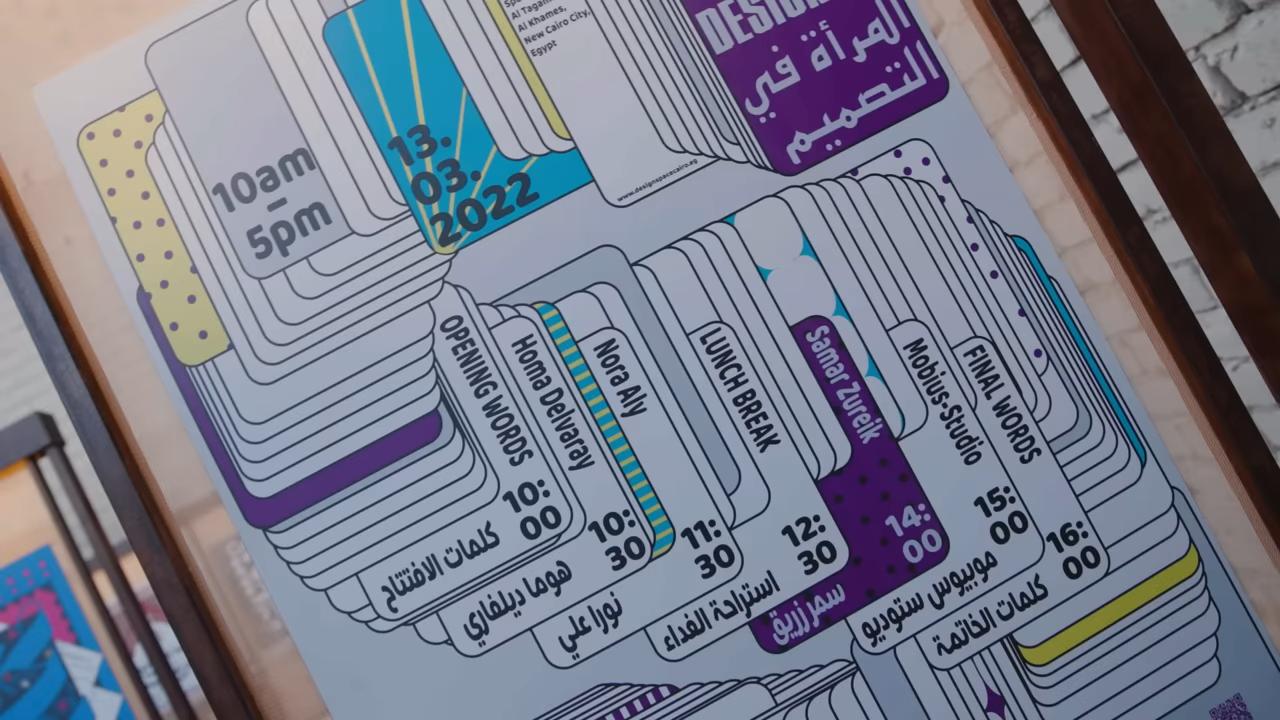 10am
–
5pm
13.
03.
2022
Al Khames,
New Cairo City,
Egypt
www.designspacecairo.eg
DESIGN
المرأة في
التصميم
OPENING WORDS
10:
00
كلمات الافتتاح
Homa Delvaray
10:
30
هوما ديلفاري
Nora Aly
11:
30
نورا علي
LUNCH BREAK
12:
30
استراحة الغداء
Samar Zureik
14:
00
سمر زريق
Mobius-Studio
15:
00
موبيوس ستوديو
FINAL WORDS
16:
00
كلمات الخاتمة